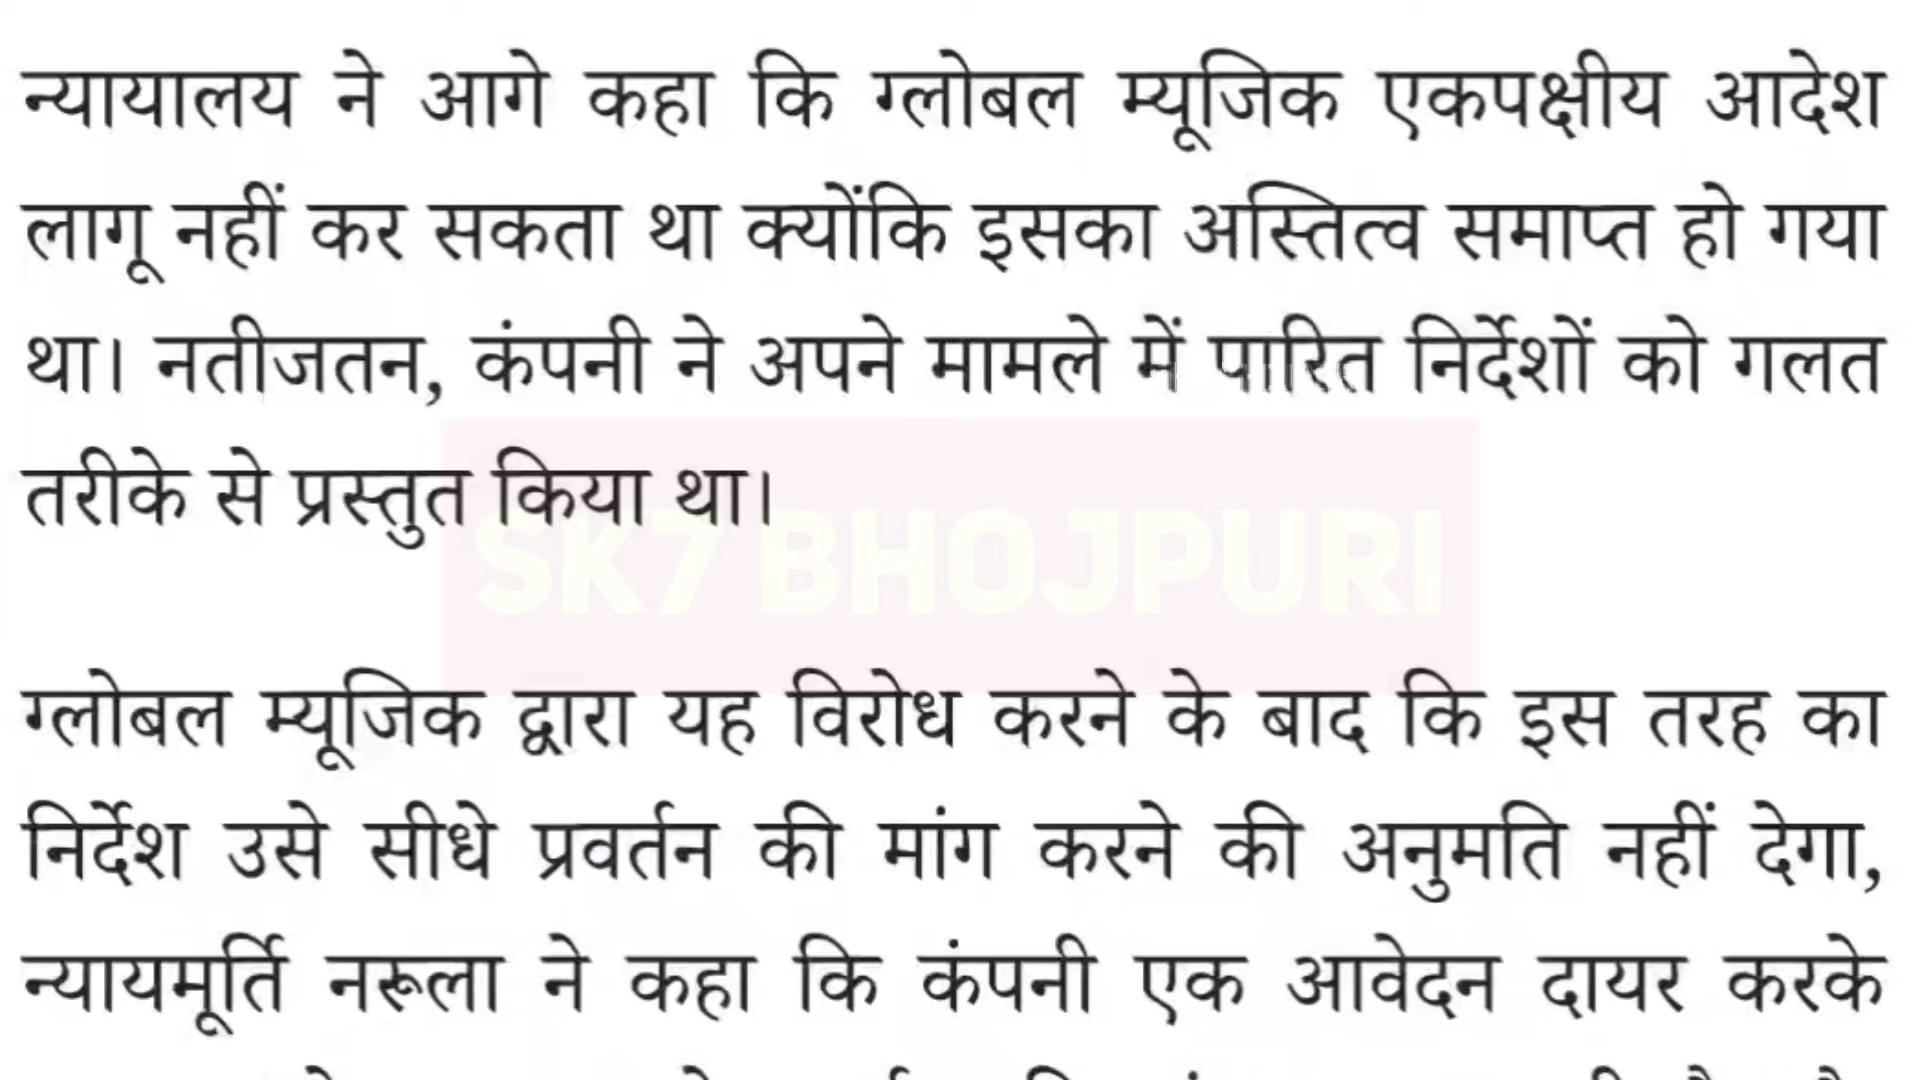 न्यायालय ने आगे कहा कि ग्लोबल म्यूजिक एकपक्षीय आदेश
लागू नहीं कर सकता था क्योंकि इसका अस्तित्व समाप्त हो गया
था। नतीजतन, कंपनी ने अपने मामले में पारित निर्देशों को गलत
तरीके से प्रस्तुत किया था।
SK7 BHOJPURI
ग्लोबल म्यूजिक द्वारा यह विरोध करने के बाद कि इस तरह का
निर्देश उसे सीधे प्रवर्तन की मांग करने की अनुमति नहीं देगा,
न्यायमूर्ति नरूला ने कहा कि कंपनी एक आवेदन दायर करके